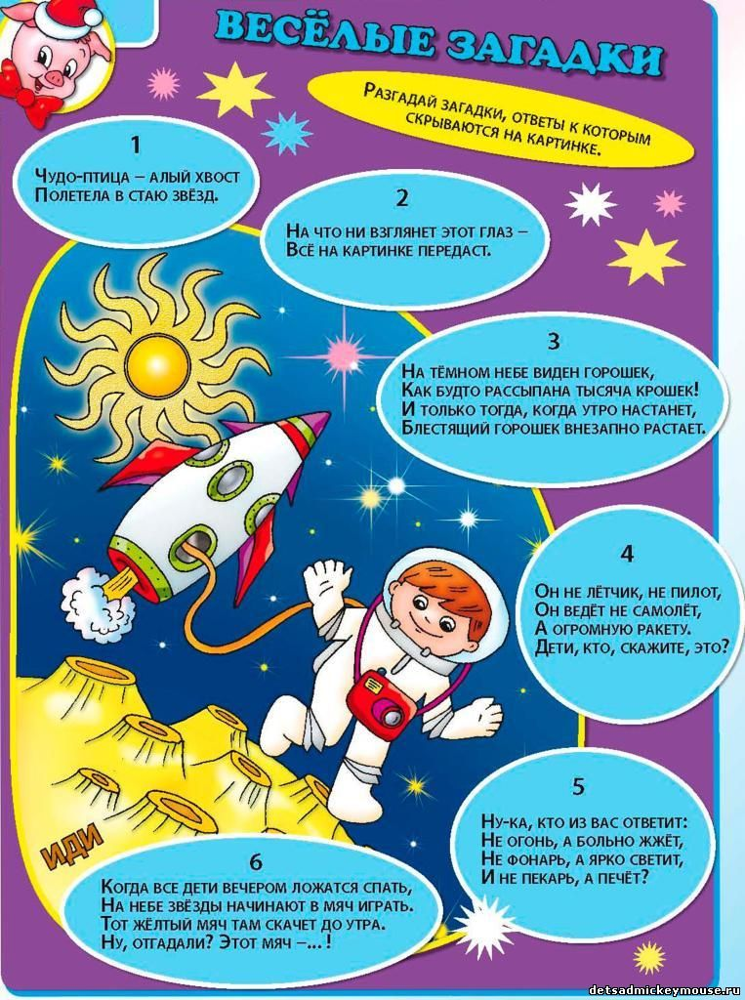 ВЕСЁЛЫЕ ЗАГАДКИ
РАЗГАДАЙ ЗАГАДКИ, ОТВЕТЫ К КОТОРЫМ
СКРЫВАЮТСЯ НА КАРТИНКЕ.
1
ЧУДО-ПТИЦА – АЛЫЙ ХВОСТ
ПОЛЕТЕЛА В СТАЮ ЗВЁЗД.
2
НА ЧТО НИ ВЗГЛЯНЕТ ЭТОТ ГЛАЗ –
ВСЁ НА КАРТИНКЕ ПЕРЕДАСТ.
3
НА ТЁМНОМ НЕБЕ ВИДЕН ГОРОШЕК,
КАК БУДТО РАССЫПАНА ТЫСЯЧА КРОШЕК!
И ТОЛЬКО ТОГДА, КОГДА УТРО НАСТАНЕТ,
БЛЕСТЯЩИЙ ГОРОШЕК ВНЕЗАПНО РАСТАЕТ.
4
ОН НЕ ЛЁТЧИК, НЕ ПИЛОТ,
ОН ВЕДЁТ НЕ САМОЛЁТ,
А ОГРОМНУЮ РАКЕТУ.
ДЕТИ, КТО, СКАЖИТЕ, ЭТО?
5
НУ-КА, КТО ИЗ ВАС ОТВЕТИТ:
НЕ ОГОНЬ, А БОЛЬНО ЖЖЁТ,
НЕ ФОНАРЬ, А ЯРКО СВЕТИТ,
И НЕ ПЕКАРЬ, А ПЕЧЁТ?
ИДИ
6
КОГДА ВСЕ ДЕТИ ВЕЧЕРОМ ЛОЖАТСЯ СПАТЬ,
НА НЕБЕ ЗВЁЗДЫ НАЧИНАЮТ В МЯЧ ИГРАТЬ.
ТОТ ЖЁЛТЫЙ МЯЧ ТАМ СКАЧЕТ ДО УТРА.
НУ, ОТГАДАЛИ? ЭТОТ МЯЧ –...!
detsadmickeymouse.ru